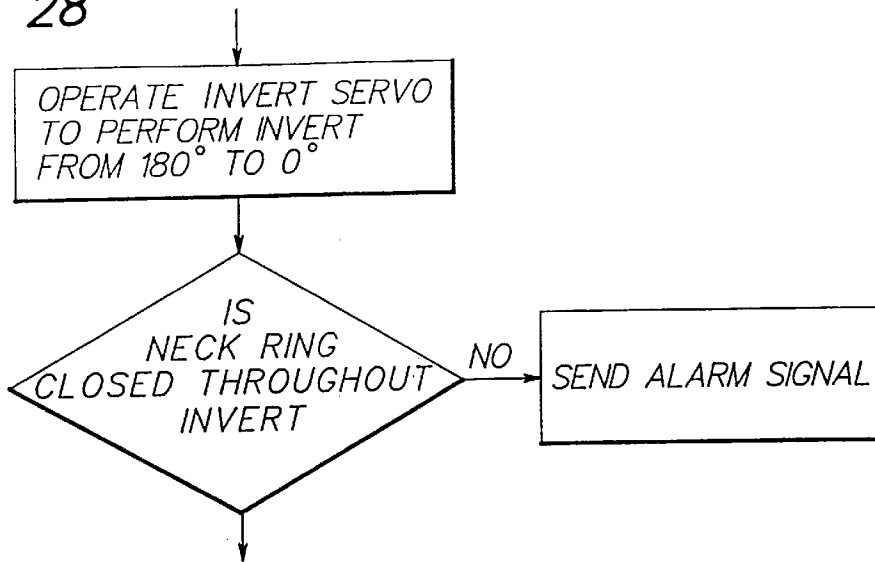 28
OPERATE INVERT SERVO
TO PERFORM INVERT
FROM 180° TO 0°
IS
NECK RING
CLOSED THROUGHOUT
INVERT
NO
SEND ALARM SIGNAL